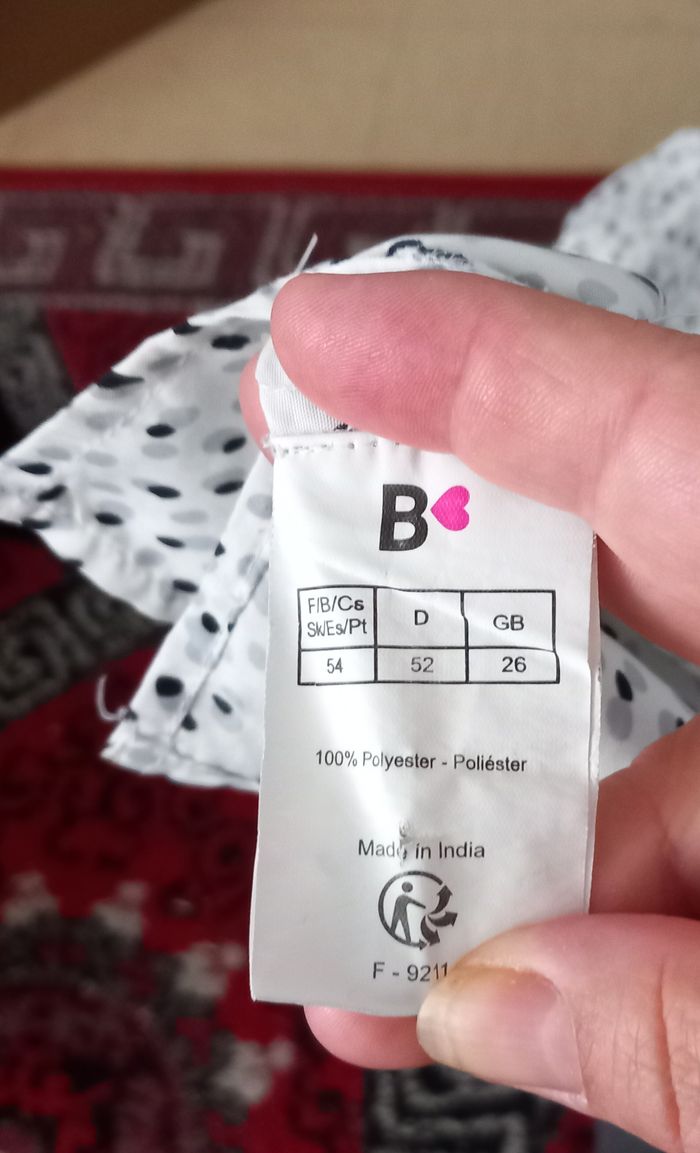 B
F/B/Cs
Sk/Es/Pt
D
GB
54
52
26
100% Polyester - Poliéster
Made in India
F - 9211